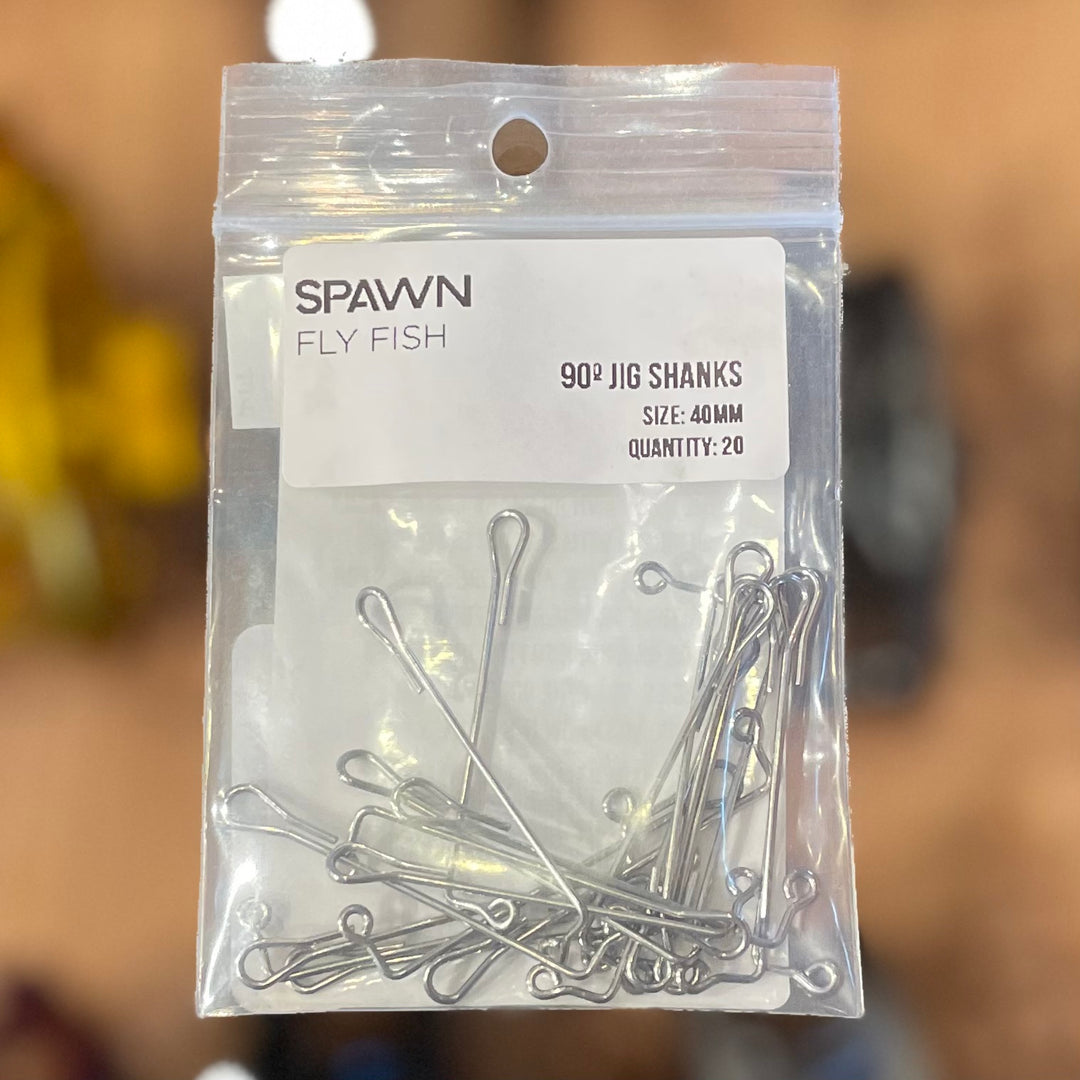 SPAWN
FLY FISH
90º JIG SHANKS
SIZE: 40MM
QUANTITY: 20